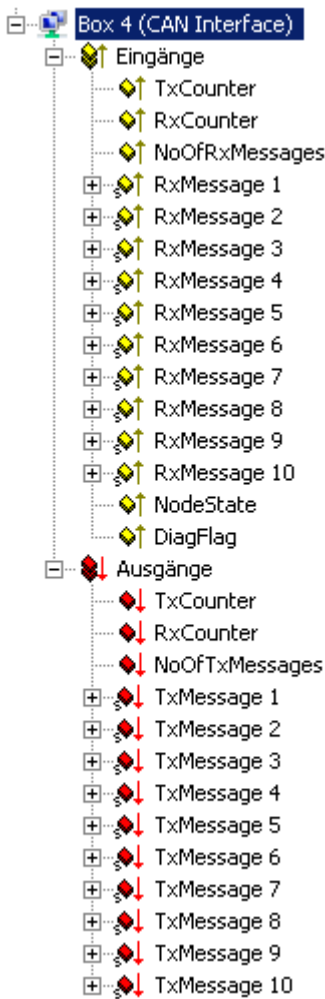 Box 4 (CAN Interface)
Eingänge
TxCounter
RxCounter
NoOfRxMessages
RxMessage 1
RxMessage 2
RxMessage 3
RxMessage 4
RxMessage 5
RxMessage 6
RxMessage 7
RxMessage 8
RxMessage 9
RxMessage 10
NodeState
DiagFlag
Ausgänge
TxCounter
RxCounter
NoOfTxMessages
TxMessage 1
TxMessage 2
TxMessage 3
TxMessage 4
TxMessage 5
TxMessage 6
TxMessage 7
TxMessage 8
TxMessage 9
TxMessage 10